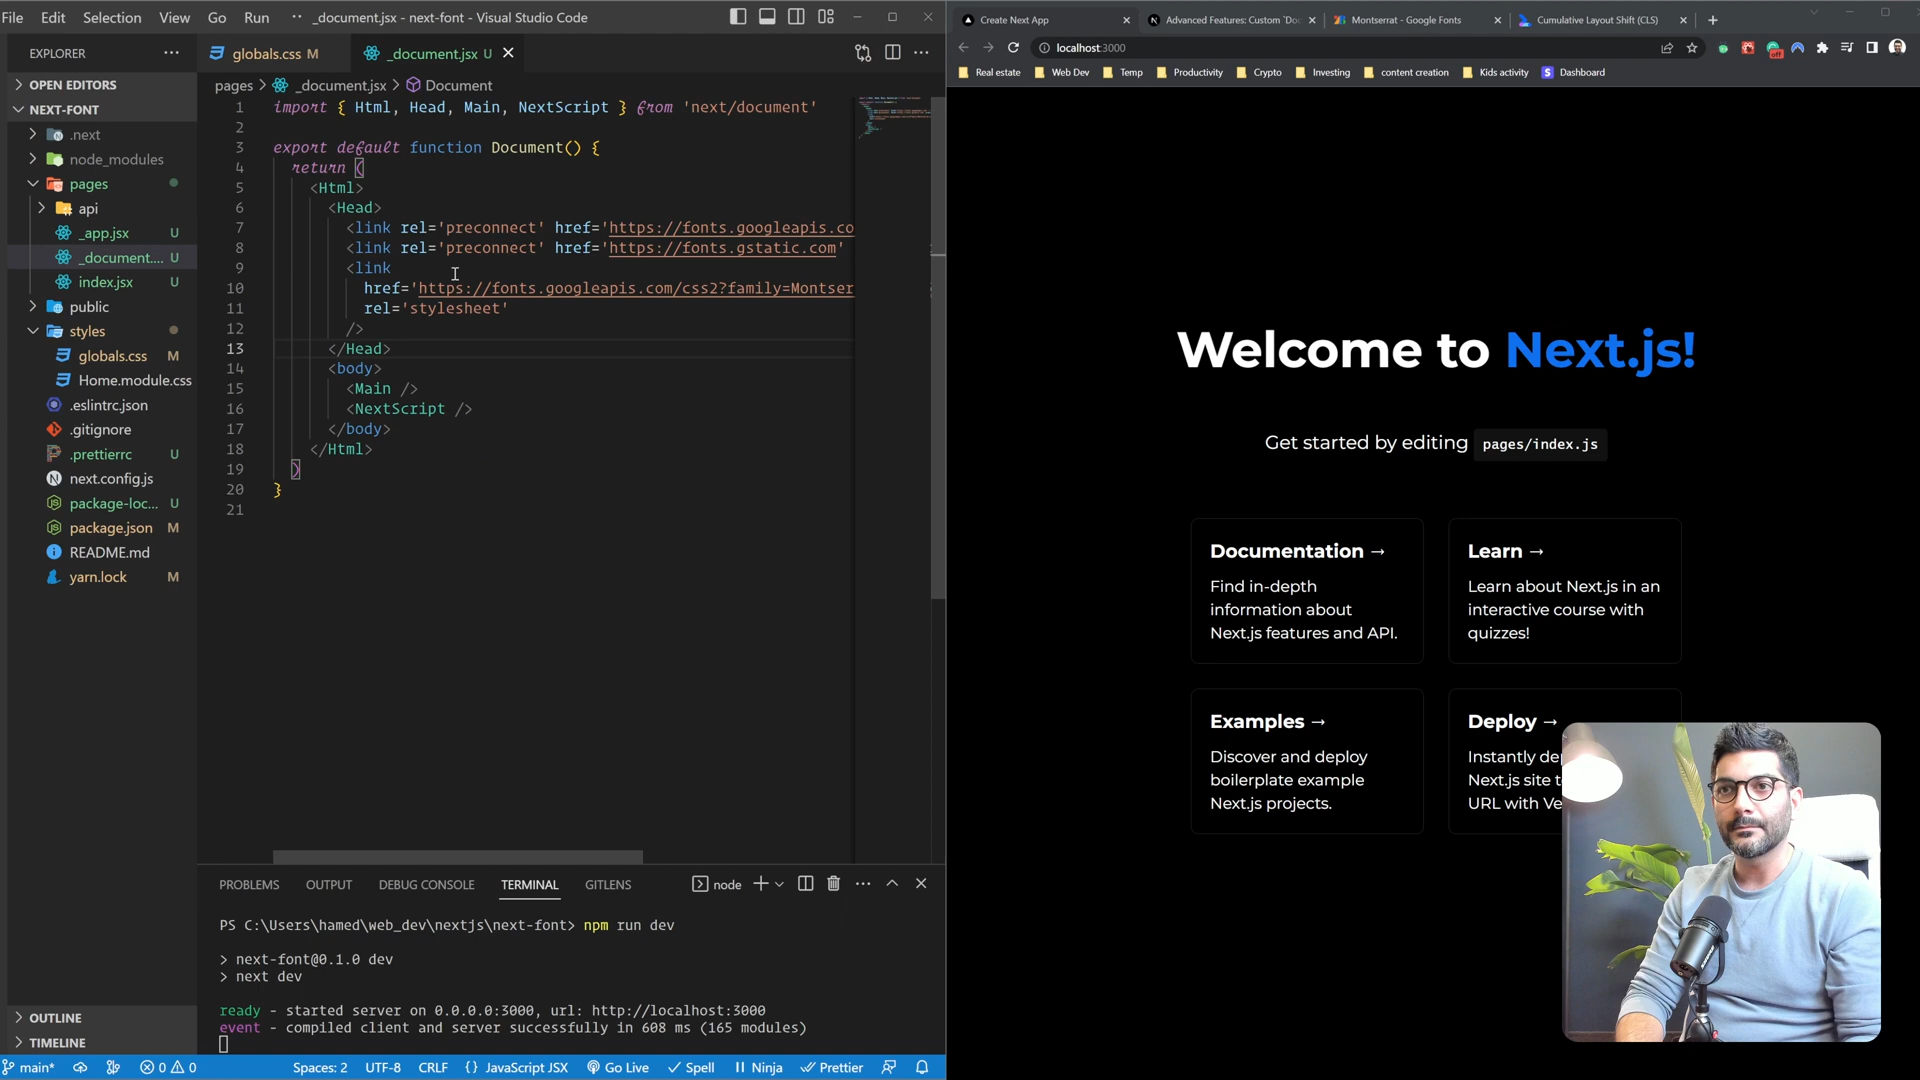 File Edit Selection View Go Run ·· _document.jsx - next-font - Visual Studio Code
EXPLORER ···
OPEN EDITORS
NEXT-FONT
.next
node_modules
pages
api
_app.jsx U
_document.... U
index.jsx U
public
styles
globals.css M
Home.module.css
.eslintrc.json
.gitignore
.prettierrc U
next.config.js
package-loc... U
package.json M
README.md
yarn.lock M
OUTLINE
TIMELINE
globals.css M _document.jsx U
pages > _document.jsx > Document
1 import { Html, Head, Main, NextScript } from 'next/document'
2
3 export default function Document() {
4 return (
5 <Html>
6 <Head>
7 <link rel='preconnect' href='https://fonts.googleapis.co
8 <link rel='preconnect' href='https://fonts.gstatic.com'
9 <link
10 href='https://fonts.googleapis.com/css2?family=Montser
11 rel='stylesheet'
12 />
13 </Head>
14 <body>
15 <Main />
16 <NextScript />
17 </body>
18 </Html>
19 )
20 }
21
PROBLEMS OUTPUT DEBUG CONSOLE TERMINAL GITLENS node
PS C:\Users\hamed\web_dev\nextjs\next-font> npm run dev
> next-font@0.1.0 dev
> next dev
ready - started server on 0.0.0.0:3000, url: http://localhost:3000
event - compiled client and server successfully in 608 ms (165 modules)
main* 0 0 Spaces: 2 UTF-8 CRLF {} JavaScript JSX Go Live Spell Ninja Prettier
Create Next App Advanced Features: Custom `Do Montserrat - Google Fonts Cumulative Layout Shift (CLS)
localhost:3000
off
Real estate Web Dev Temp Productivity Crypto Investing content creation Kids activity Dashboard
Welcome to Next.js!
Get started by editing pages/index.js
Documentation →
Find in-depth
information about
Next.js features and API.
Learn →
Learn about Next.js in an
interactive course with
quizzes!
Examples →
Discover and deploy
boilerplate example
Next.js projects.
Deploy →
Instantly de
Next.js site t
URL with Ve